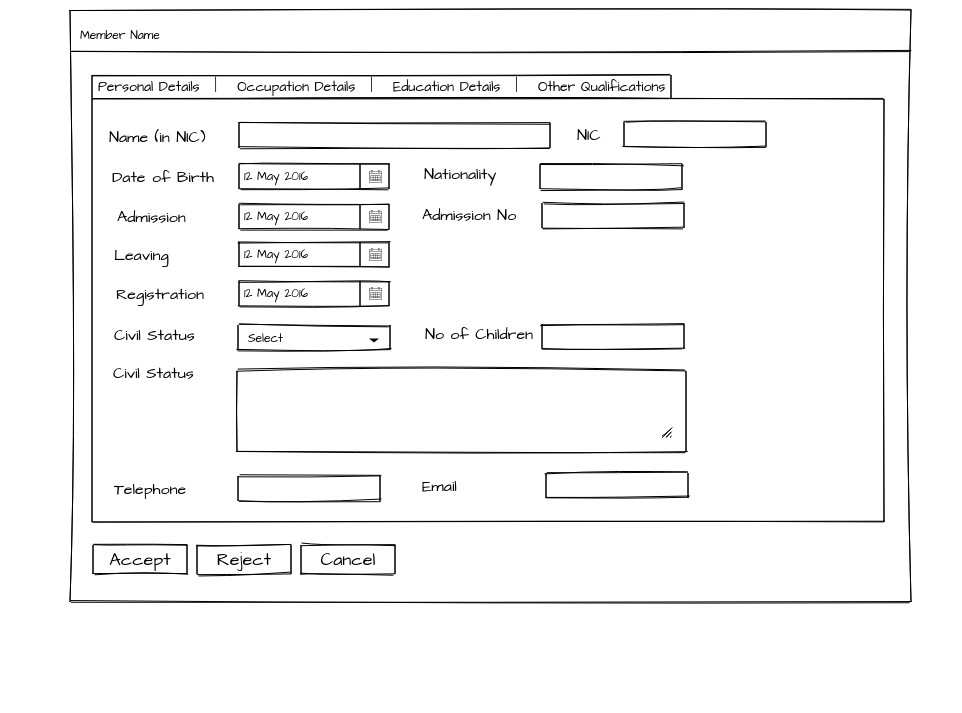 Member Name
Personal Details Occupation Details Education Details Other Qualifications
Name (in NIC) NIC
Date of Birth 12 May 2016 Nationality
Admission 12 May 2016 Admission No
Leaving 12 May 2016
Registration 12 May 2016
Civil Status Select No of Children
Civil Status
Telephone Email
Accept Reject Cancel